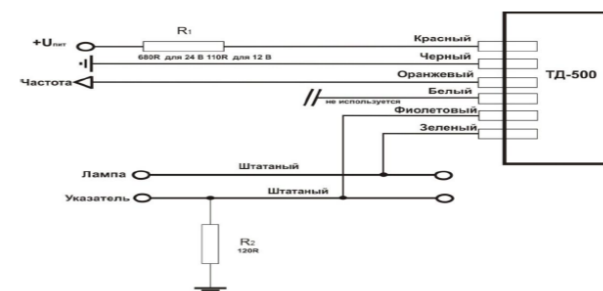 R1
+Uпит
Красный
680R для 24 В 110R для 12 В
Черный
Частота
Оранжевый
ТД-500
Белый
не используется
Фиолетовый
Зеленый
Лампа
Штатаный
Указатель
Штатаный
R2
120R